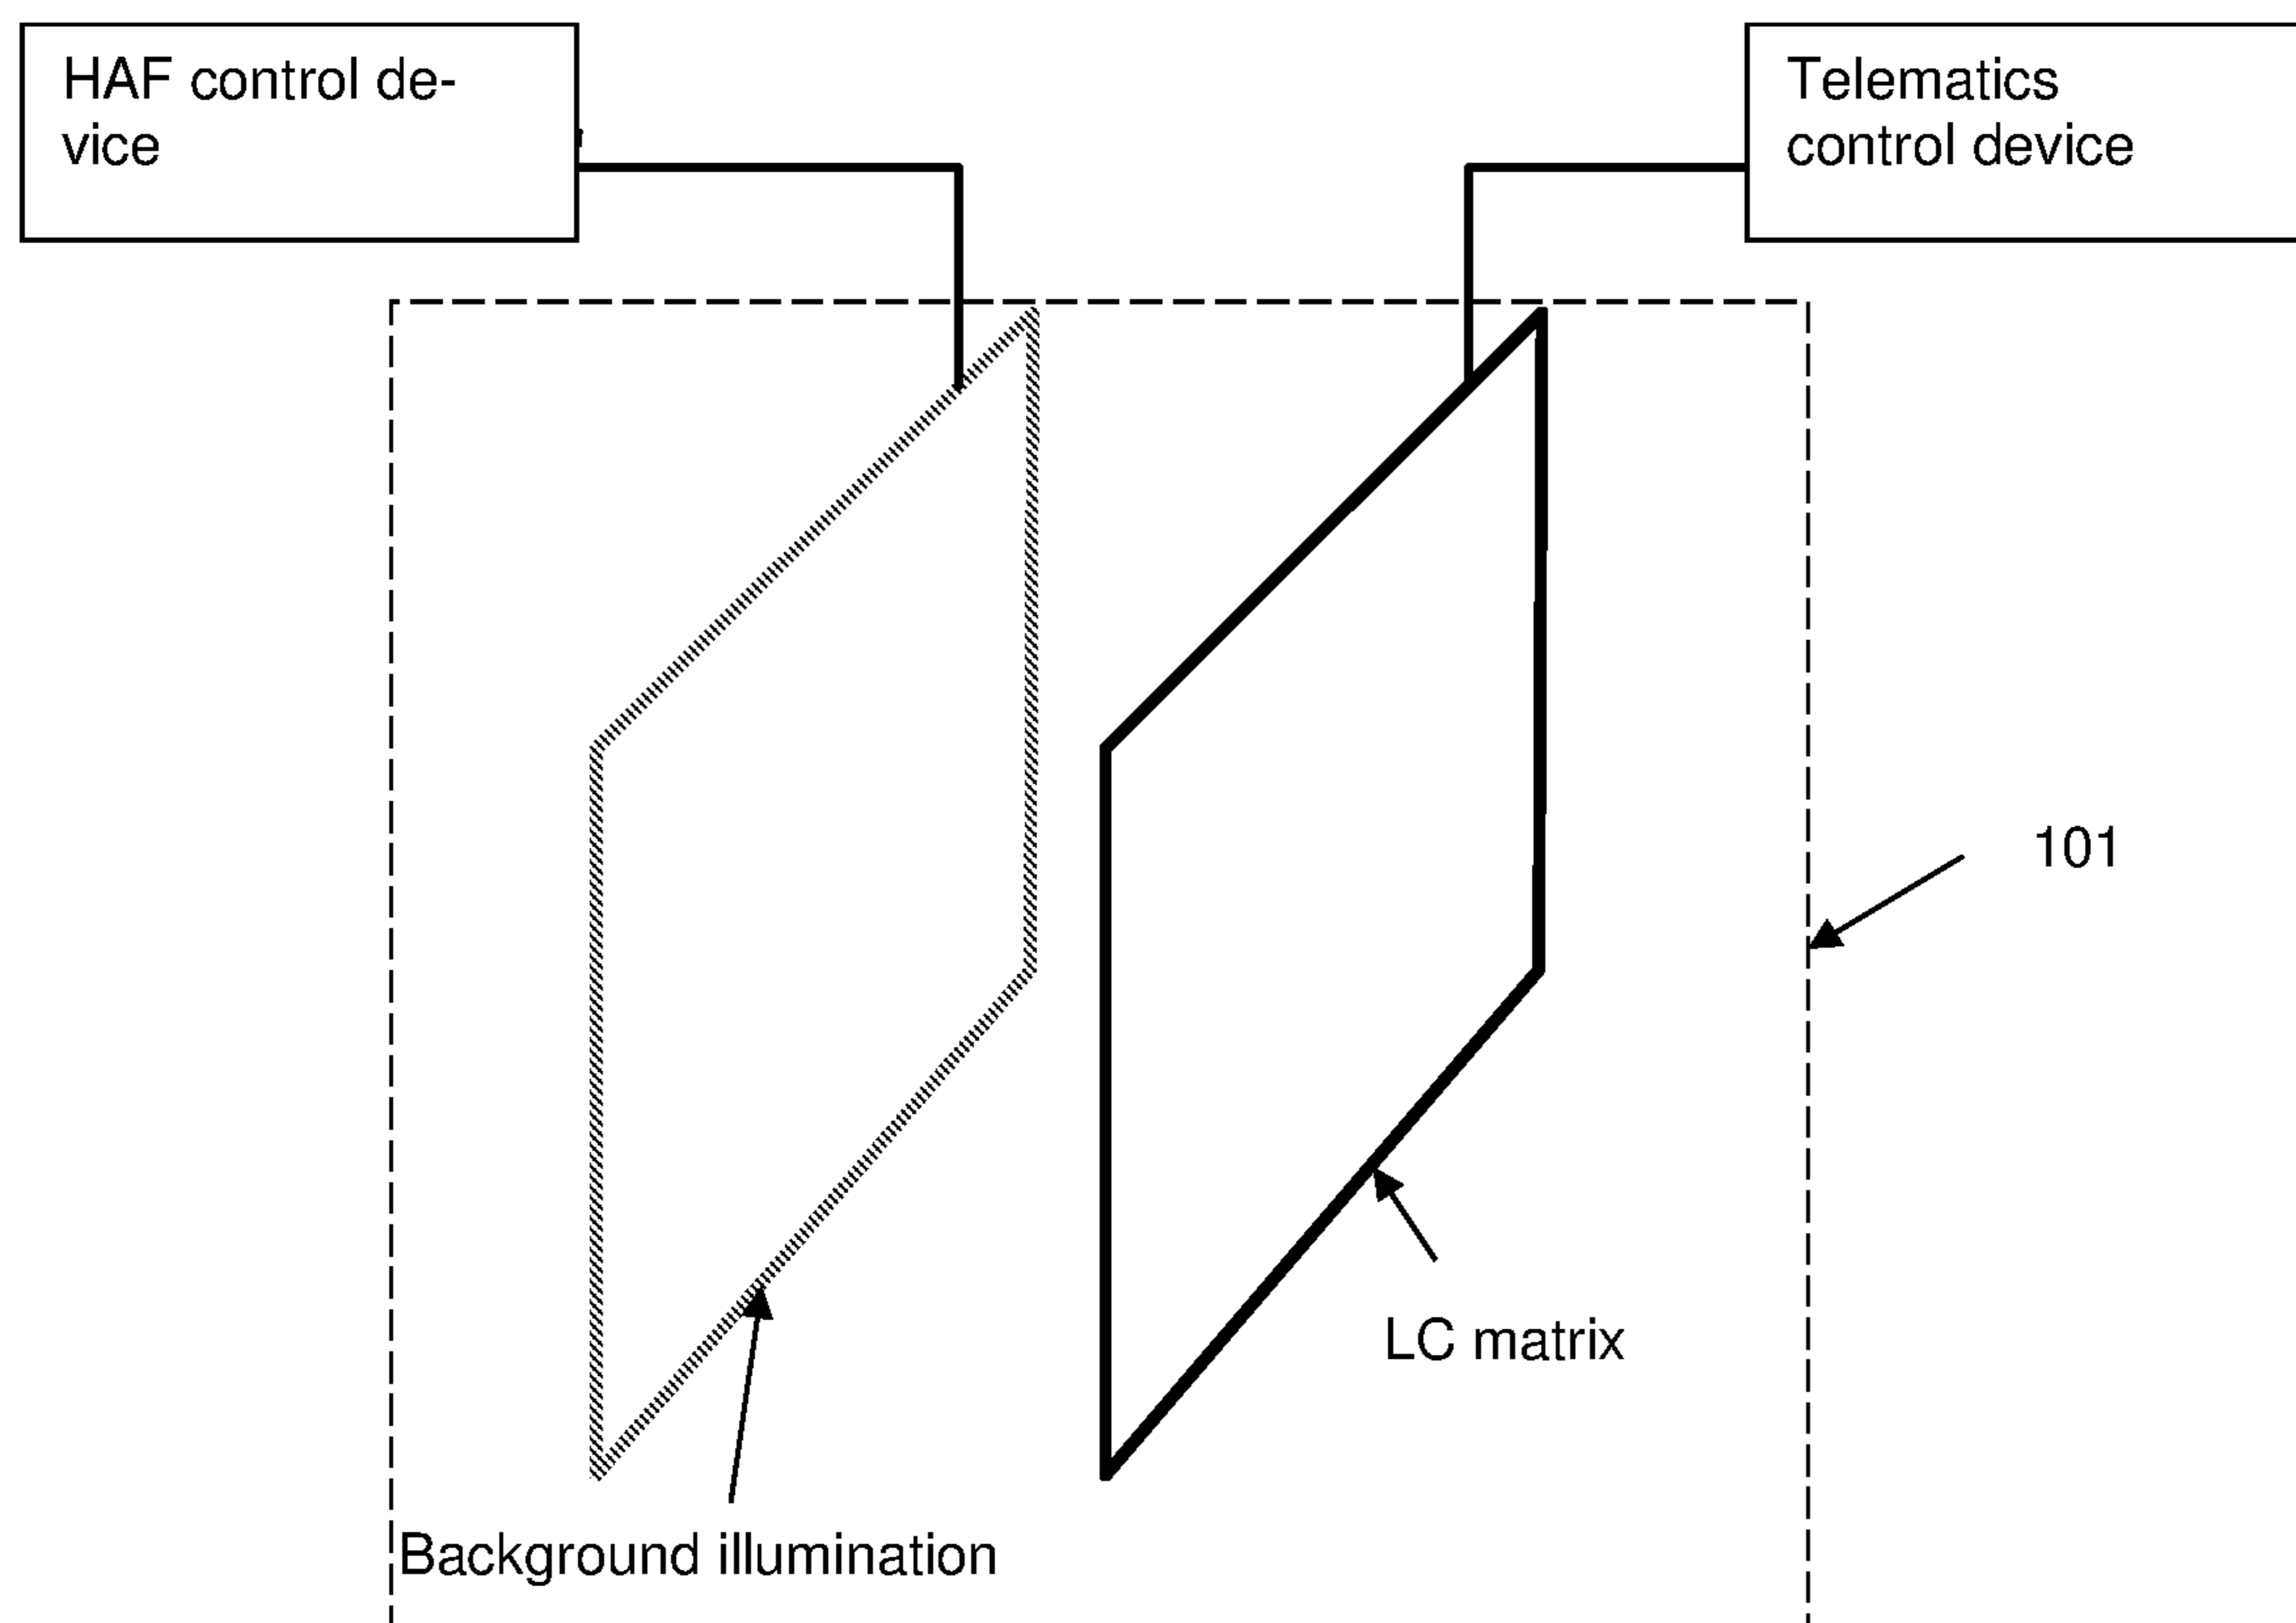 HAF control de-
vice
Telematics
control device
101
LC matrix
Background illumination